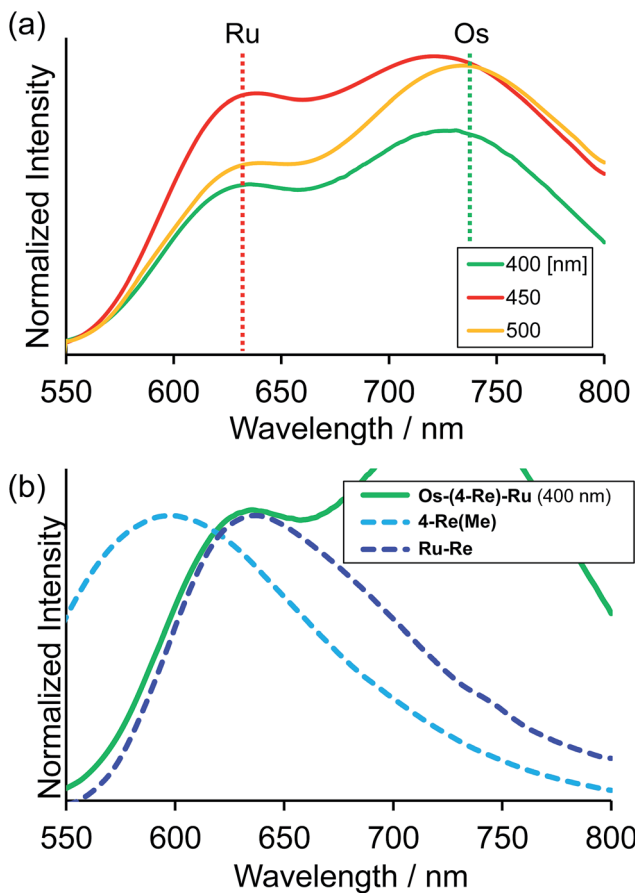 (a)
Ru
Os
Normalized Intensity
400 [nm]
450
500
550 600 650 700 750 800
Wavelength / nm
(b)
Os-(4-Re)-Ru (400 nm)
4-Re(Me)
Ru-Re
Normalized Intensity
550 600 650 700 750 800
Wavelength / nm